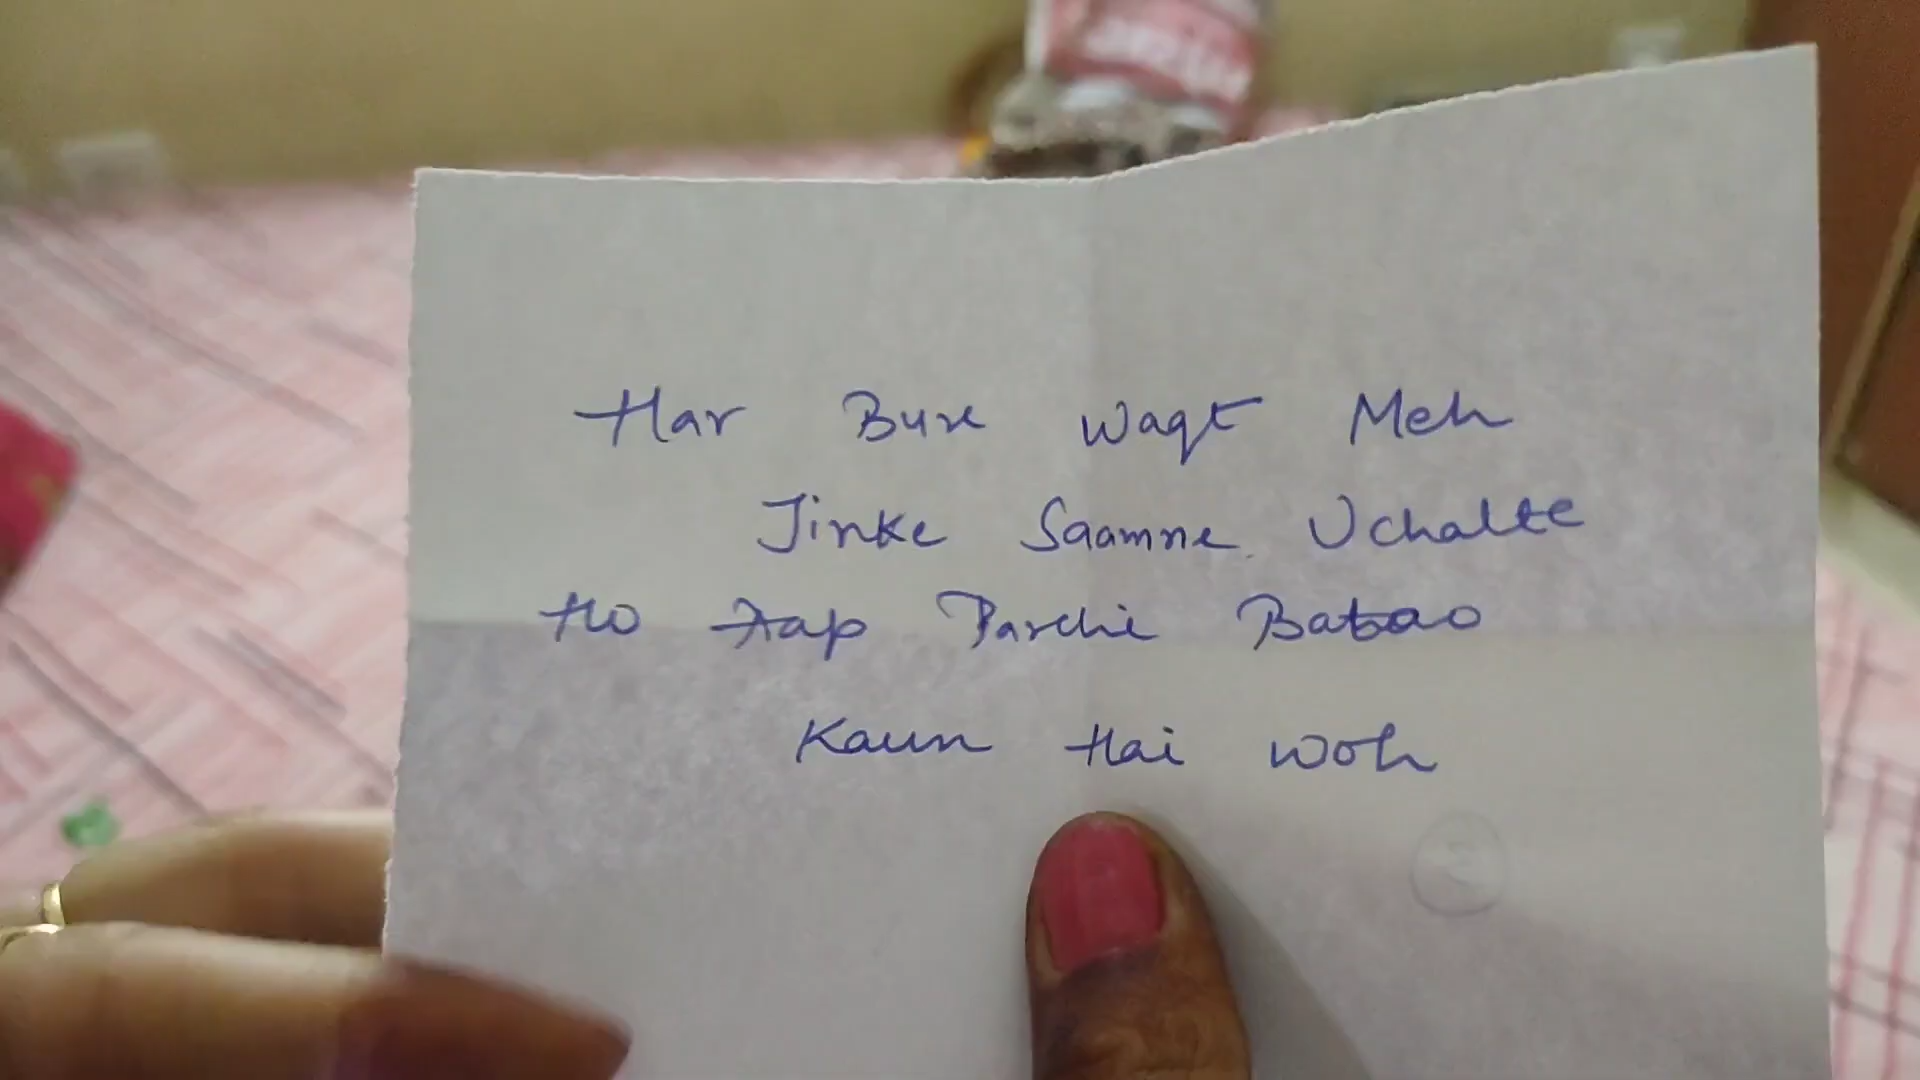 Har Bure Waqt Meh
Jinke Saamne Uchalte
Ho Aap Parchi Batao
Kaun Hai Woh